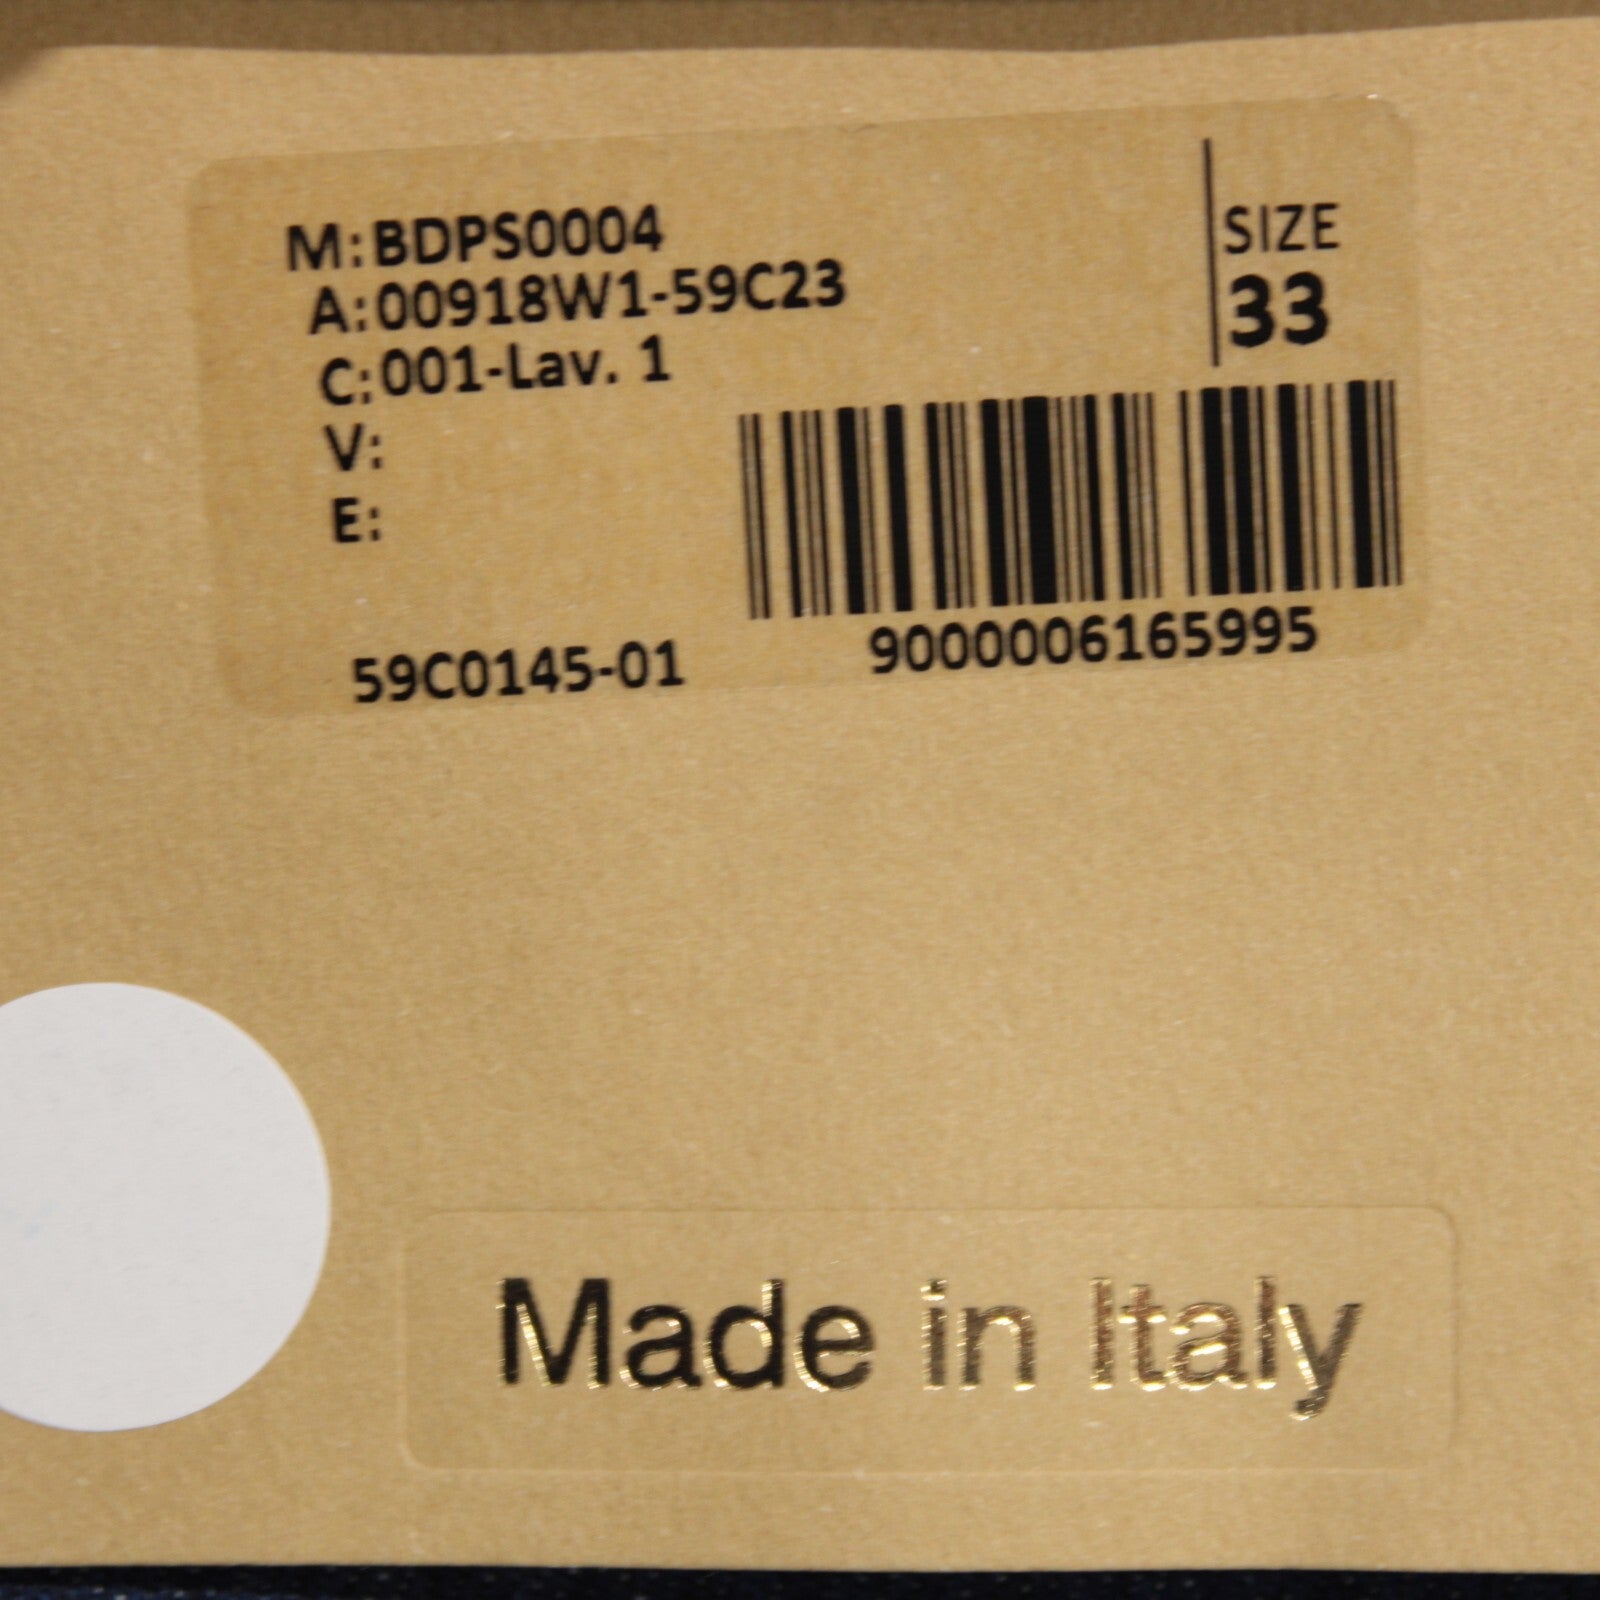 M:BDPS0004
A:00918W1-59C23
C:001-Lav. 1
V:
E:
SIZE
33
59C0145-01
9000006165995
Made in Italy